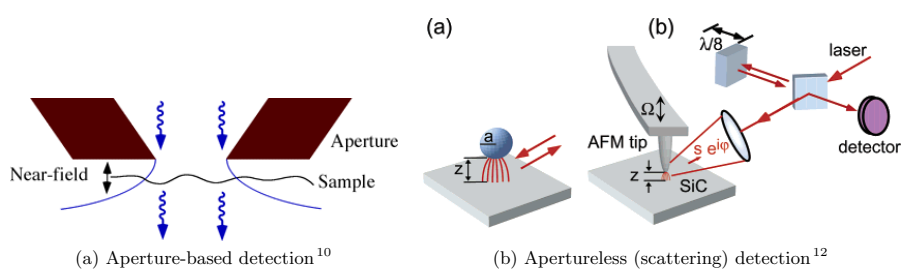 Aperture
Near-field
Sample
(a) Aperture-based detection 10
(a)
a
z
(b)
λ/8
laser
Ω
AFM tip
s e^{iφ}
detector
z
SiC
(b) Apertureless (scattering) detection 12